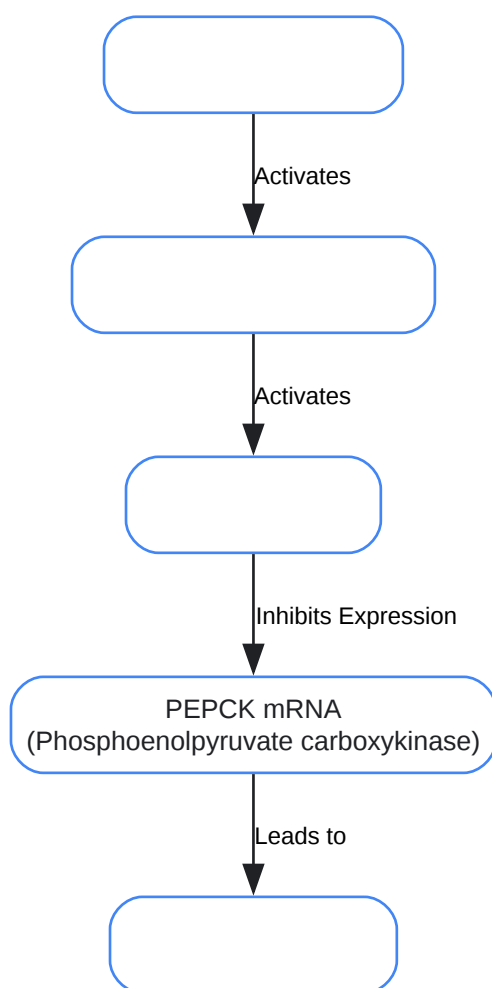 Activates
Activates
Inhibits Expression
PEPCK mRNA
(Phosphoenolpyruvate carboxykinase)
Leads to